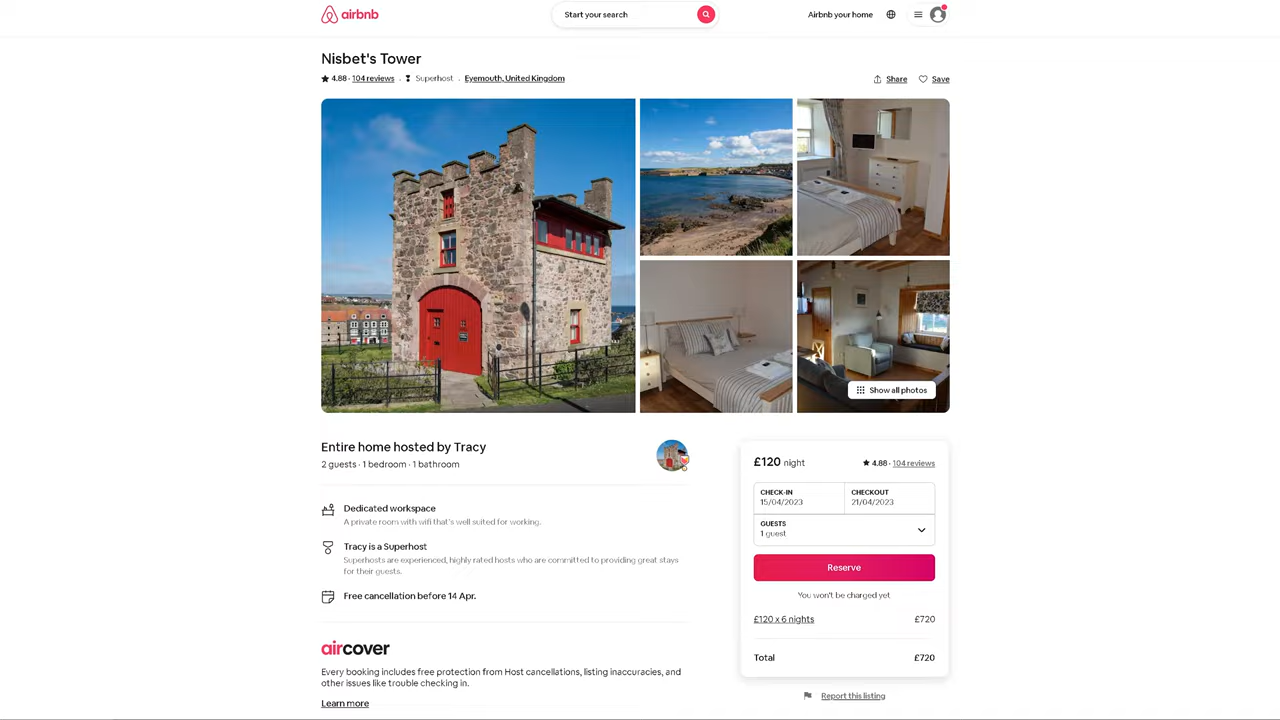 airbnb
Start your search
Airbnb your home
Nisbet's Tower
4.88 · 104 reviews · Superhost · Eyemouth, United Kingdom
Share
Save
Show all photos
Entire home hosted by Tracy
2 guests · 1 bedroom · 1 bathroom
Dedicated workspace
A private room with wifi that's well suited for working.
Tracy is a Superhost
Superhosts are experienced, highly rated hosts who are committed to providing great stays
for their guests.
Free cancellation before 14 Apr.
aircover
Every booking includes free protection from Host cancellations, listing inaccuracies, and
other issues like trouble checking in.
Learn more
£120 night
4.88 · 104 reviews
CHECK-IN
15/04/2023
CHECKOUT
21/04/2023
GUESTS
1 guest
Reserve
You won't be charged yet
£120 x 6 nights
£720
Total
£720
Report this listing